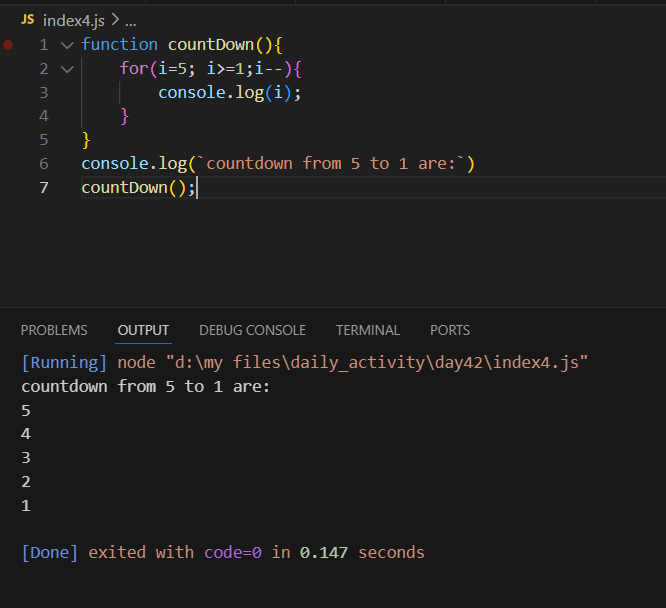 JS index4.js > ...
1 function countDown(){
2 for(i=5; i>=1;i--){
3 console.log(i);
4 }
5 }
6 console.log(`countdown from 5 to 1 are:`)
7 countDown();
PROBLEMS OUTPUT DEBUG CONSOLE TERMINAL PORTS
[Running] node "d:\my files\daily_activity\day42\index4.js"
countdown from 5 to 1 are:
5
4
3
2
1
[Done] exited with code=0 in 0.147 seconds